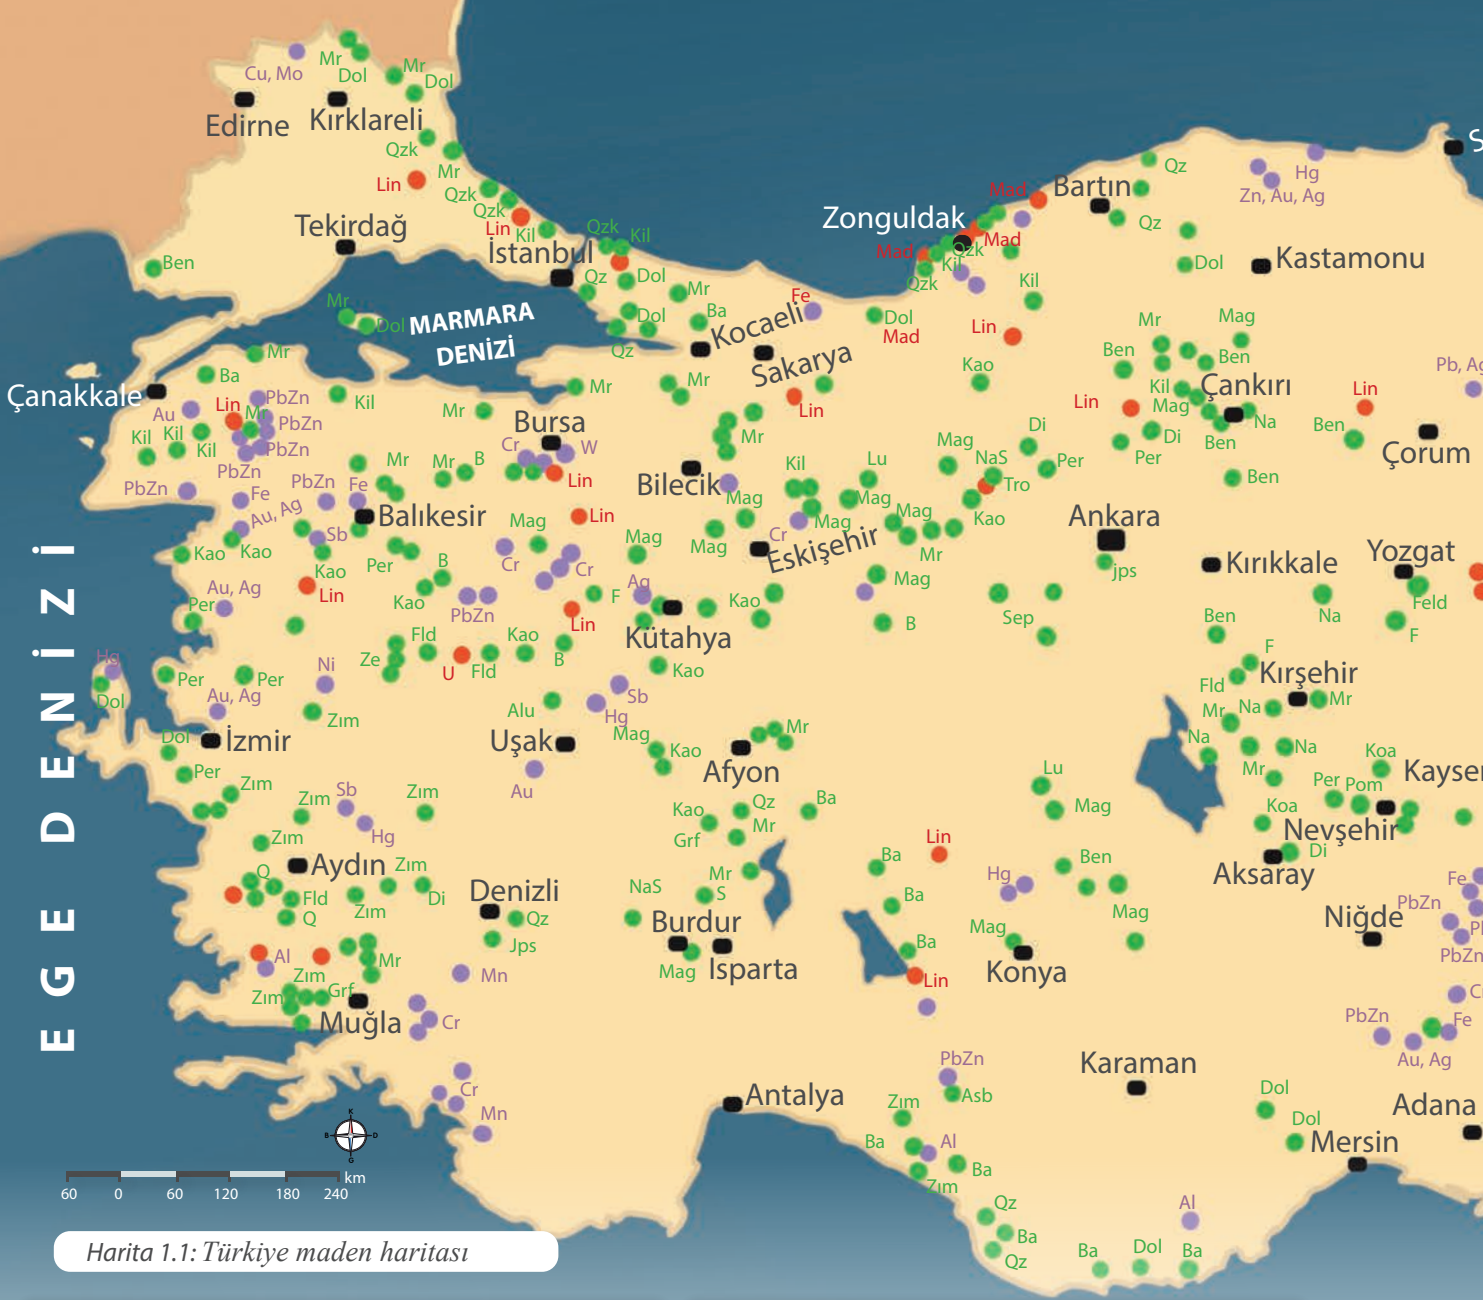 Cu, Mo
Mr
Dol
Mr
Dol
Edirne
Kırklareli
Qzk
Mr
Lin
Qzk
Qzk
Lin
Kil
Tekirdağ
İstanbul
Qzk
Kil
Ben
Qz
Dol
Mr
Dol
Ba
Qz
Mr
Dol
MARMARA
DENİZİ
Kocaeli
Fe
Sakarya
Lin
Mr
Mr
Zonguldak
Mad
Mad
Mad
Qzk
Kil
Qzk
Kil
Dol
Mad
Lin
Kao
Bartın
Qz
Qz
Dol
Hg
Zn, Au, Ag
Kastamonu
S
Mr
Mag
Ben
Ben
Kil
Mag
Çankırı
Na
Ben
Lin
Di
Per
Ben
Lin
Ben
Pb, Ag
Çorum
Çanakkale
Mr
Ba
Au
Lin
Mr
PbZn
PbZn
PbZn
Kil
Kil
Kil
Kil
PbZn
PbZn
Fe
PbZn
Fe
Au, Ag
Mr
Mr
B
Mr
Bursa
Cr
W
Lin
Lin
Balıkesir
Sb
Kao
Kao
Kao
Per
B
Kao
Mag
Cr
Cr
PbZn
Lin
Au, Ag
Per
Lin
Bilecik
Mr
Mag
Mag
Mag
Kil
Lu
Mag
Mag
Cr
Eskişehir
Mag
Mr
Mag
Kao
NaS
Tro
Mag
Di
Per
Ankara
jps
Kırıkkale
Yozgat
Feld
F
Na
Ben
F
Ag
F
Kütahya
Kao
B
Sep
Kao
Fld
Ze
U
Fld
Kao
B
Hg
Dol
Per
Per
Au, Ag
Ni
Zım
Alu
Sb
Hg
Mag
Kao
Uşak
Au
Afyon
Mr
İzmir
Dol
Per
Zım
Zım
Sb
Hg
Zım
Zım
Kırşehir
Fld
Mr
Na
Mr
Na
Na
Mr
Koa
Per
Pom
Koa
Kayser
Nevşehir
Di
Aksaray
Lu
Mag
Kao
Qz
Ba
Grf
Mr
Mr
S
NaS
Aydın
Zım
Q
Fld
Q
Zım
Di
Denizli
Qz
Jps
Burdur
Mag
Isparta
Ba
Lin
Ba
Ba
Lin
Hg
Mag
Konya
Ben
Mag
Niğde
Fe
PbZn
PbZn
PbZn
Fe
Au, Ag
Al
Zım
Mr
Zım
Grf
Muğla
Mn
Cr
Cr
Mn
Antalya
PbZn
Asb
Zım
Ba
Al
Ba
Zım
Qz
Ba
Qz
Ba
Dol
Ba
Al
Karaman
Dol
Dol
Mersin
Adana
EGE DENİZİ
K
B
D
G
km
60 0 60 120 180 240
Harita 1.1: Türkiye maden haritası